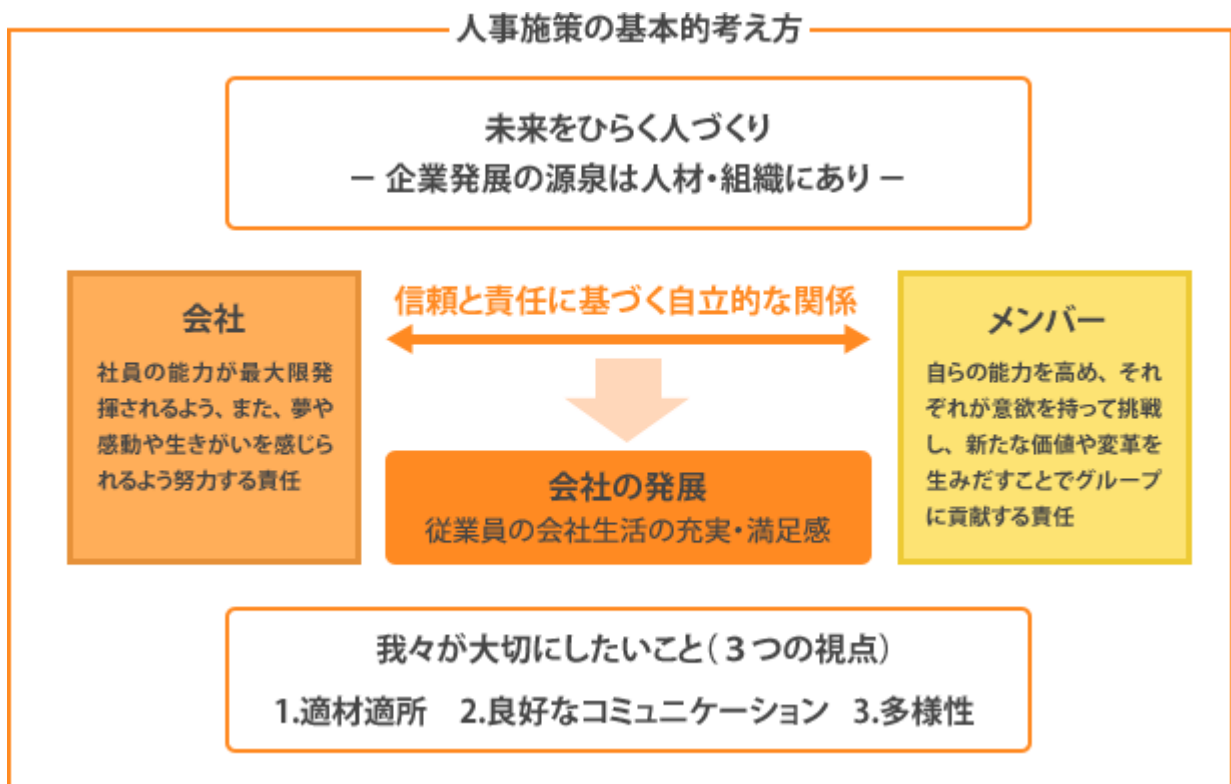 人事施策の基本的考え方
未来をひらく人づくり
－ 企業発展の源泉は人材・組織にあり －
会社
社員の能力が最大限発
揮されるよう、また、夢や
感動や生きがいを感じら
れるよう努力する責任
信頼と責任に基づく自立的な関係
会社の発展
従業員の会社生活の充実・満足感
メンバー
自らの能力を高め、それ
ぞれが意欲を持って挑戦
し、新たな価値や変革を
生みだすことでグループ
に貢献する責任
我々が大切にしたいこと（３つの視点）
1.適材適所　2.良好なコミュニケーション　3.多様性